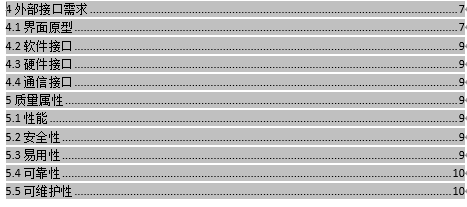 4 外部接口需求........................................7
4.1 界面原型........................................7
4.2 软件接口........................................9
4.3 硬件接口........................................9
4.4 通信接口........................................9
5 质量属性........................................9
5.1 性能........................................9
5.2 安全性........................................9
5.3 易用性........................................9
5.4 可靠性........................................10
5.5 可维护性........................................10